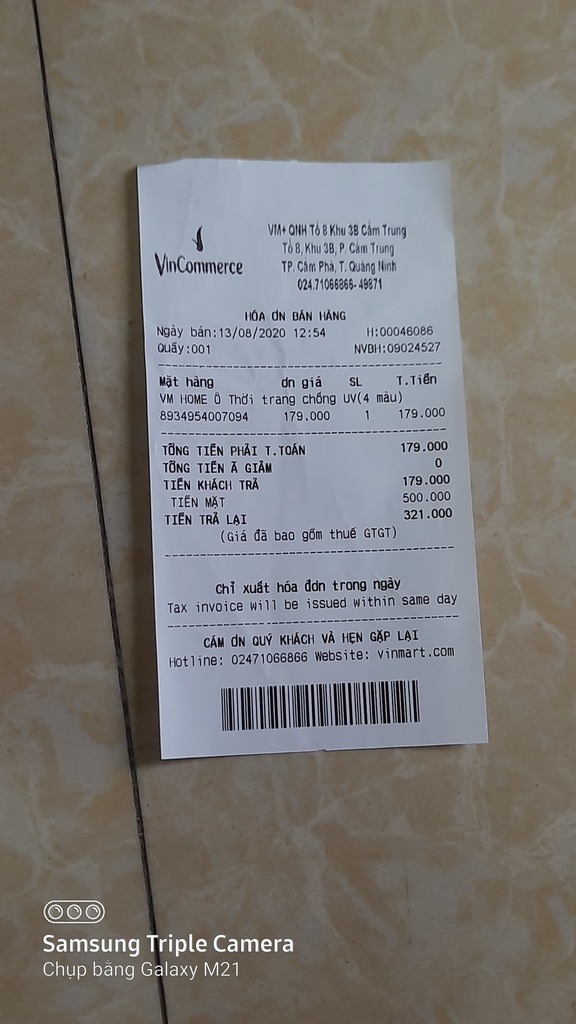 VinCommerce
VM+ QNH Tổ 8 Khu 3B Cẩm Trung
Tổ 8, Khu 3B, P. Cẩm Trung
TP. Cẩm Phả, T. Quảng Ninh
024.71066866- 49871
HÓA ĐN BÁN HÀNG
Ngày bán:13/08/2020 12:54 H:00046086
Quầy:001 NVBH:09024527
Mặt hàng đn giá SL T.Tiền
VM HOME Ô Thời trang chống UV(4 màu)
8934954007094 179.000 1 179.000
TỔNG TIỀN PHẢI T.TOÁN 179.000
TỔNG TIỀN Ã GIẢM 0
TIỀN KHÁCH TRẢ 179.000
TIỀN MẶT 500.000
TIỀN TRẢ LẠI 321.000
(Giá đã bao gồm thuế GTGT)
Chỉ xuất hóa đơn trong ngày
Tax invoice will be issued within same day
CÁM ƠN QUÝ KHÁCH VÀ HẸN GẶP LẠI
Hotline: 02471066866 Website: vinmart.com
Samsung Triple Camera
Chụp bằng Galaxy M21